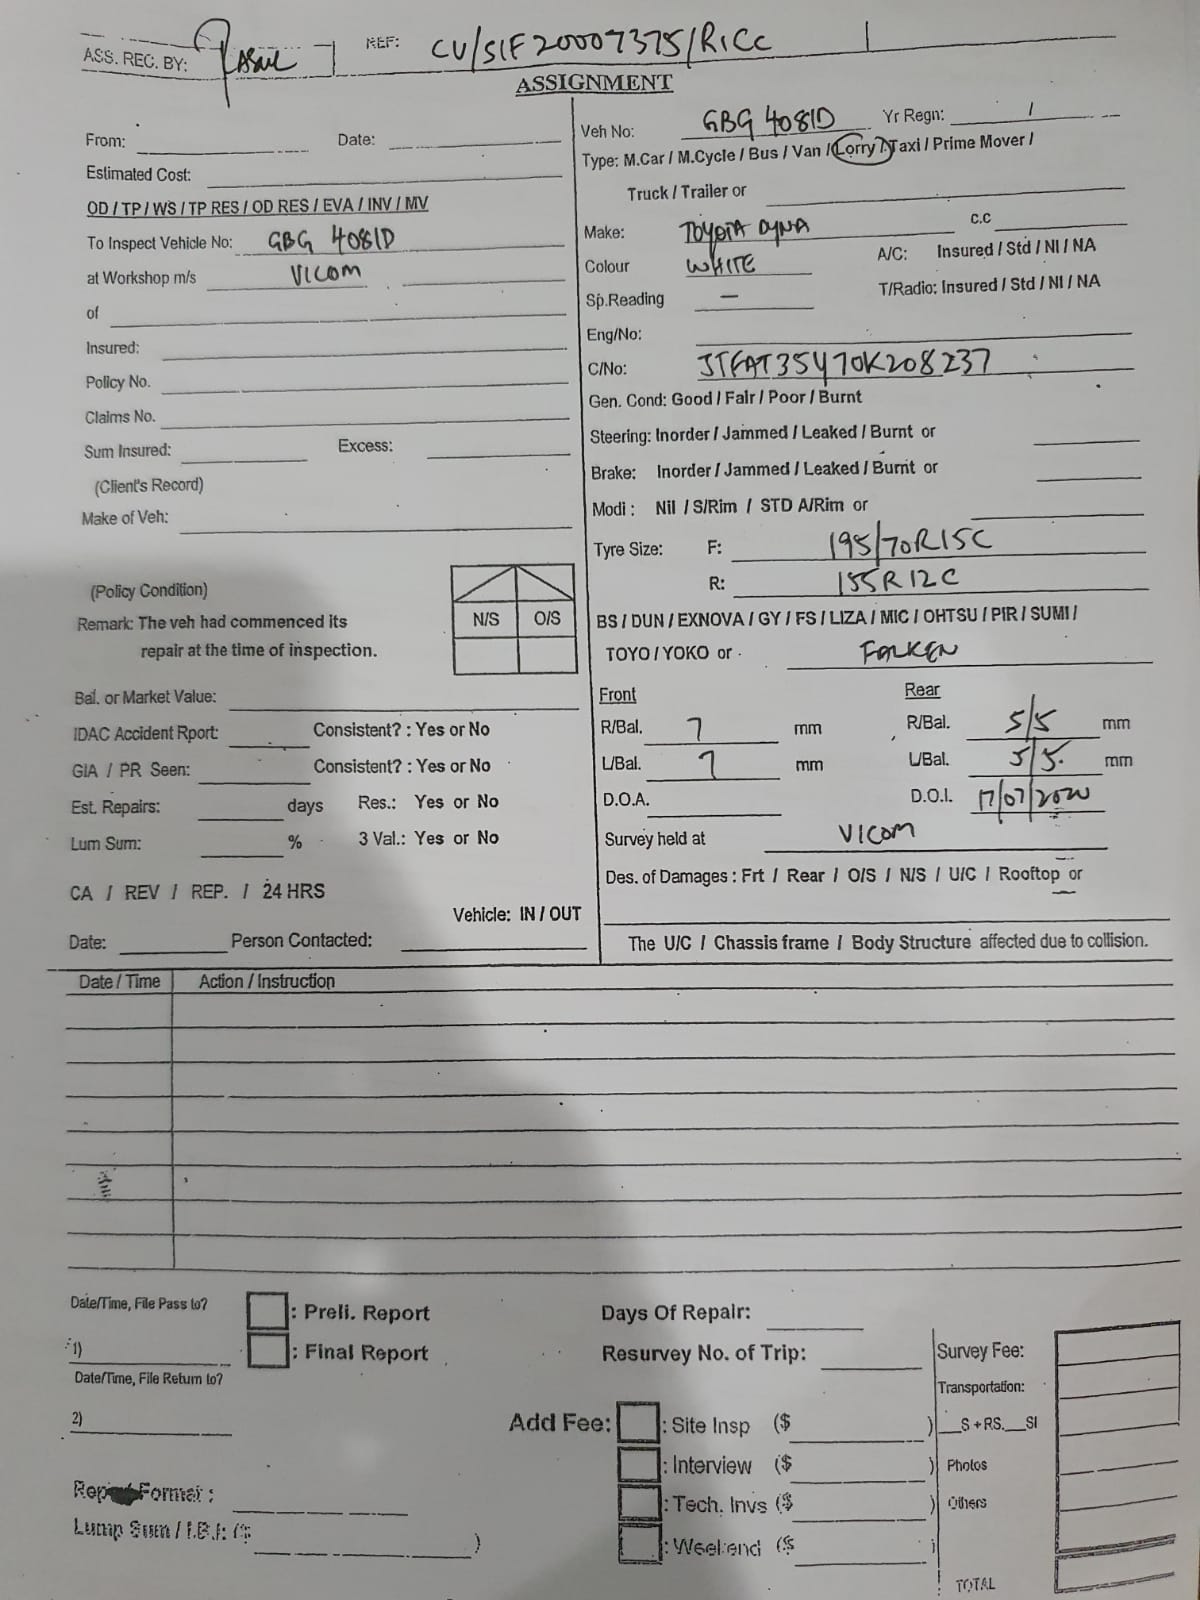 ASS. REC. BY: REF: CV/SIF20007375/RICC
ASSIGNMENT
From: Date:
Estimated Cost:
OD / TP / WS / TP RES / OD RES / EVA / INV / MV
To Inspect Vehicle No: GBG 4081D
at Workshop m/s VICOM
of
Insured:
Policy No.
Claims No.
Sum Insured: Excess:
(Client's Record)
Make of Veh:
(Policy Condition)
Remark: The veh had commenced its
repair at the time of inspection.
N/S O/S
Bal. or Market Value:
IDAC Accident Rport: Consistent? : Yes or No
GIA / PR Seen: Consistent? : Yes or No
Est. Repairs: days Res.: Yes or No
Lum Sum: % 3 Val.: Yes or No
CA / REV / REP. / 24 HRS
Vehicle: IN / OUT
Date: Person Contacted:
Veh No: GBG 4081D Yr Regn: /
Type: M.Car / M.Cycle / Bus / Van / Lorry / Taxi / Prime Mover /
Truck / Trailer or
Make: TOYOTA DYNA c.c
Colour WHITE A/C: Insured / Std / NI / NA
Sp.Reading - T/Radio: Insured / Std / NI / NA
Eng/No:
C/No: JTFAT35Y70K208237
Gen. Cond: Good / Fair / Poor / Burnt
Steering: Inorder / Jammed / Leaked / Burnt or
Brake: Inorder / Jammed / Leaked / Burnt or
Modi : Nil / S/Rim / STD A/Rim or
Tyre Size: F: 195/70R15C
R: 155R12C
BS / DUN / EXNOVA / GY / FS / LIZA / MIC / OHTSU / PIR / SUMI /
TOYO / YOKO or FALKEN
Front Rear
R/Bal. 7 mm R/Bal. 5/5 mm
L/Bal. 7 mm L/Bal. 5/5. mm
D.O.A. D.O.I. 17/07/2020
Survey held at VICOM
Des. of Damages : Frt / Rear / O/S / N/S / U/C / Rooftop or
The U/C / Chassis frame / Body Structure affected due to collision.
Date / Time Action / Instruction
Date/Time, File Pass to? : Preli. Report Days Of Repair:
1) : Final Report Resurvey No. of Trip: Survey Fee:
Date/Time, File Return to? Transportation:
2) Add Fee: : Site Insp ($ ) __S + RS.__SI
: Interview ($ ) Photos
Report Format : : Tech. Invs ($ ) Others
Lump Sum / I.B.I: ($ ) : Weekend ($ )
TOTAL